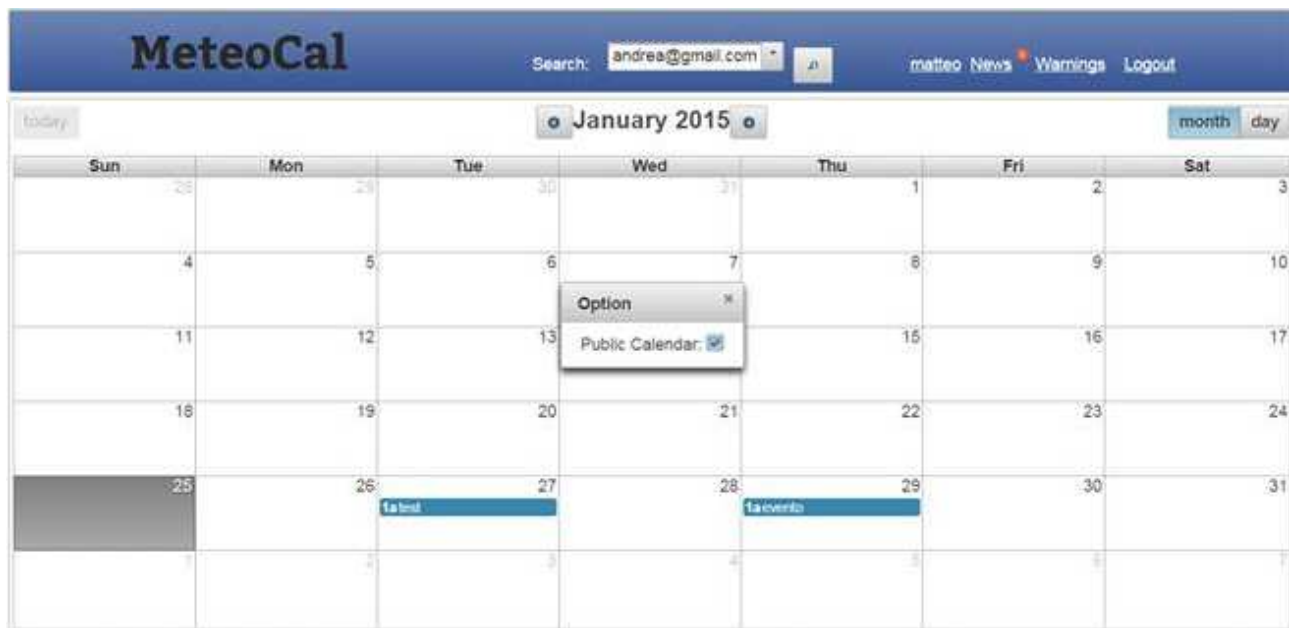 MeteoCal
Search: andrea@gmail.com
matteo News Warnings Logout
today
January 2015
month day
Sun Mon Tue Wed Thu Fri Sat
28 29 30 31 1 2 3
4 5 6 7 8 9 10
Option
11 12 13 15 16 17
Public Calendar:
18 19 20 21 22 23 24
25 26 27 28 29 30 31
1a test 1a evento
1 2 3 4 5 6 7